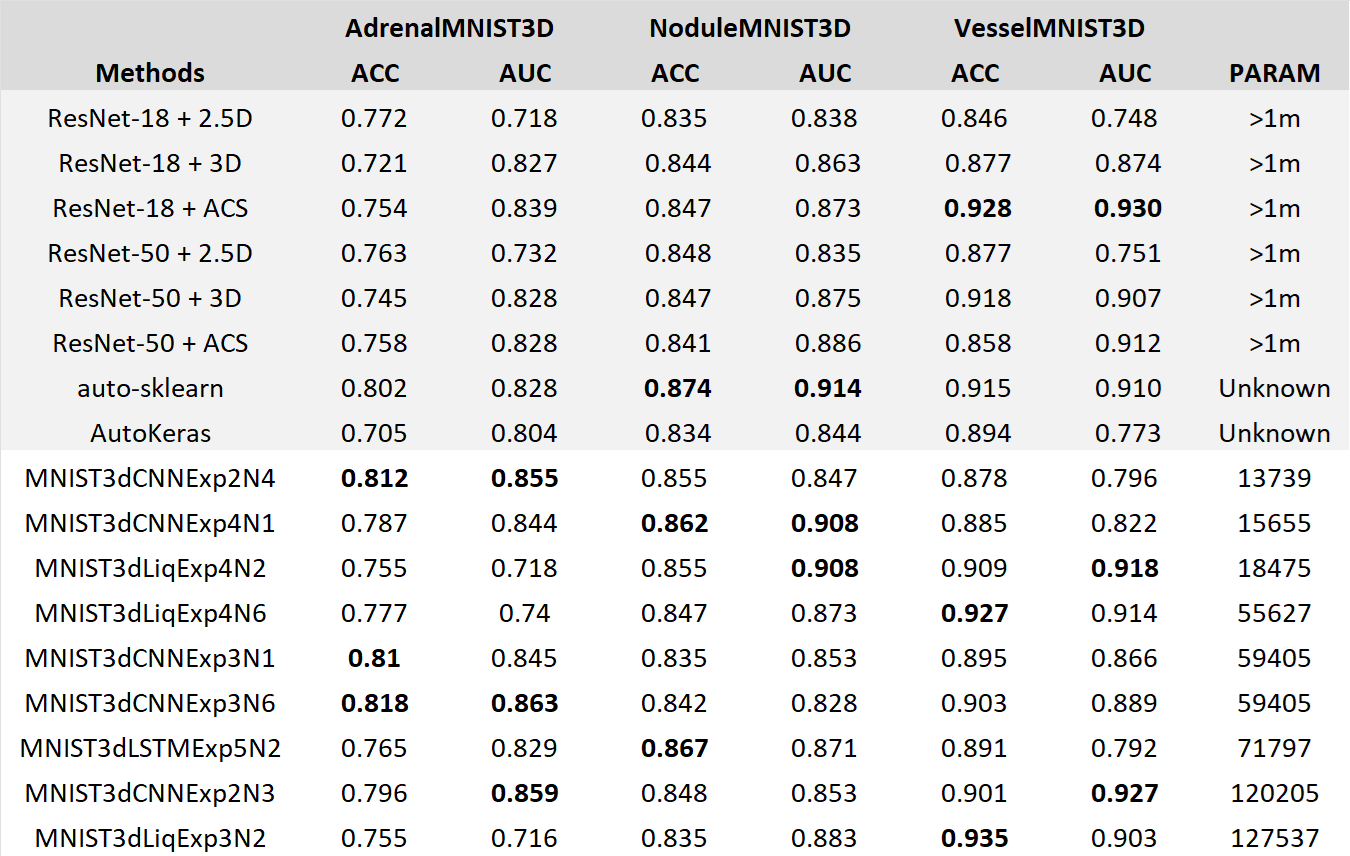 AdrenalMNIST3D NoduleMNIST3D VesselMNIST3D
Methods ACC AUC ACC AUC ACC AUC PARAM
ResNet-18 + 2.5D 0.772 0.718 0.835 0.838 0.846 0.748 >1m
ResNet-18 + 3D 0.721 0.827 0.844 0.863 0.877 0.874 >1m
ResNet-18 + ACS 0.754 0.839 0.847 0.873 0.928 0.930 >1m
ResNet-50 + 2.5D 0.763 0.732 0.848 0.835 0.877 0.751 >1m
ResNet-50 + 3D 0.745 0.828 0.847 0.875 0.918 0.907 >1m
ResNet-50 + ACS 0.758 0.828 0.841 0.886 0.858 0.912 >1m
auto-sklearn 0.802 0.828 0.874 0.914 0.915 0.910 Unknown
AutoKeras 0.705 0.804 0.834 0.844 0.894 0.773 Unknown
MNIST3dCNNExp2N4 0.812 0.855 0.855 0.847 0.878 0.796 13739
MNIST3dCNNExp4N1 0.787 0.844 0.862 0.908 0.885 0.822 15655
MNIST3dLiqExp4N2 0.755 0.718 0.855 0.908 0.909 0.918 18475
MNIST3dLiqExp4N6 0.777 0.74 0.847 0.873 0.927 0.914 55627
MNIST3dCNNExp3N1 0.81 0.845 0.835 0.853 0.895 0.866 59405
MNIST3dCNNExp3N6 0.818 0.863 0.842 0.828 0.903 0.889 59405
MNIST3dLSTMExp5N2 0.765 0.829 0.867 0.871 0.891 0.792 71797
MNIST3dCNNExp2N3 0.796 0.859 0.848 0.853 0.901 0.927 120205
MNIST3dLiqExp3N2 0.755 0.716 0.835 0.883 0.935 0.903 127537